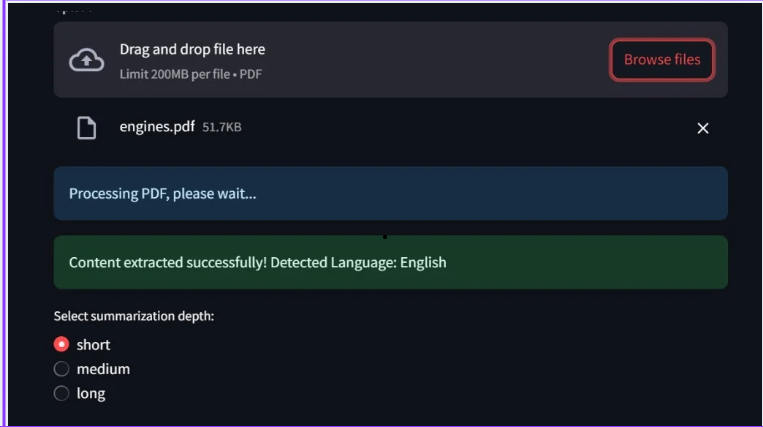 Drag and drop file here
Limit 200MB per file • PDF
Browse files
engines.pdf 51.7KB
Processing PDF, please wait...
Content extracted successfully! Detected Language: English
Select summarization depth:
short
medium
long